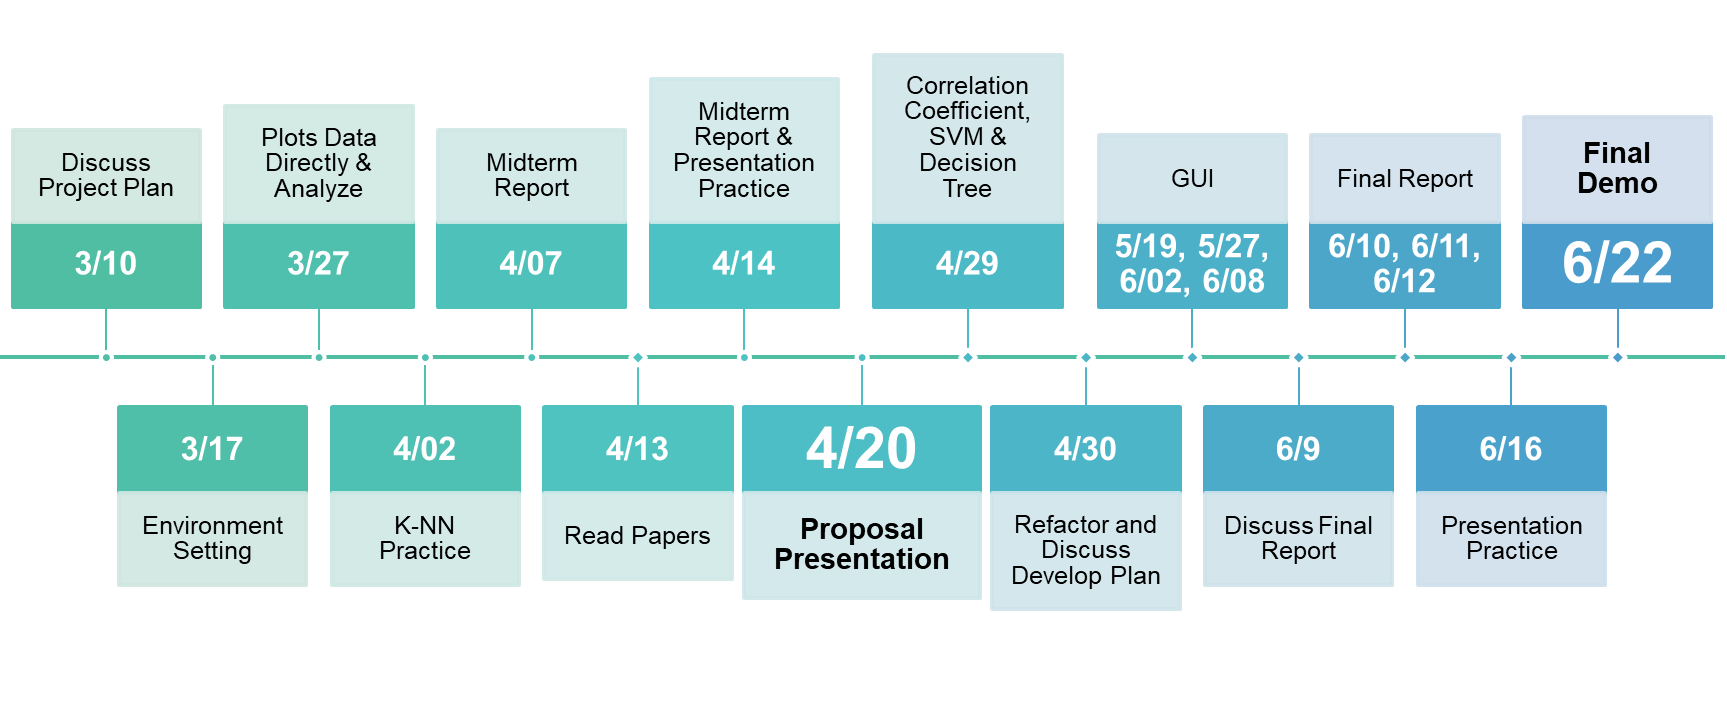 Discuss
Project Plan
3/10
Plots Data
Directly &
Analyze
3/27
Midterm
Report
4/07
Midterm
Report &
Presentation
Practice
4/14
Correlation
Coefficient,
SVM &
Decision
Tree
4/29
GUI
5/19, 5/27,
6/02, 6/08
Final Report
6/10, 6/11,
6/12
Final
Demo
6/22
3/17
Environment
Setting
4/02
K-NN
Practice
4/13
Read Papers
4/20
Proposal
Presentation
4/30
Refactor and
Discuss
Develop Plan
6/9
Discuss Final
Report
6/16
Presentation
Practice